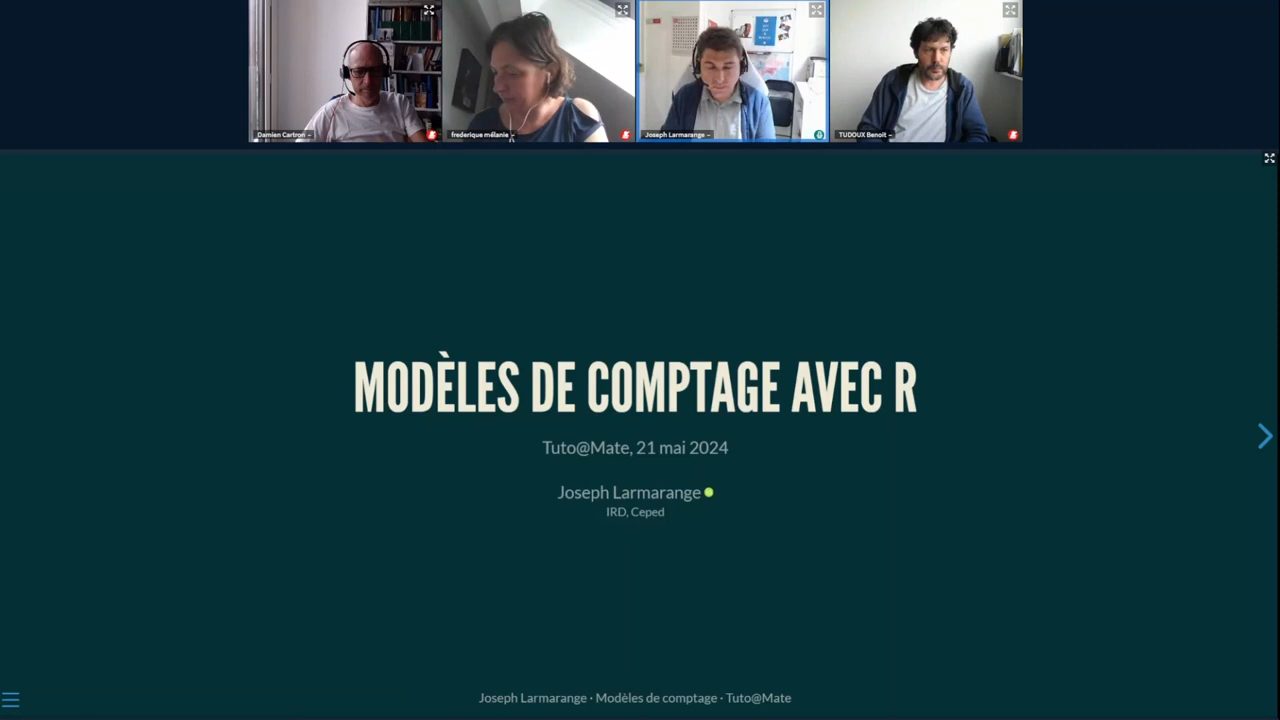 Damien Cartron
frederique mélanie
Joseph Larmarange
TUDOUX Benoit
MODÈLES DE COMPTAGE AVEC R
Tuto@Mate, 21 mai 2024
Joseph Larmarange
IRD, Ceped
Joseph Larmarange · Modèles de comptage · Tuto@Mate